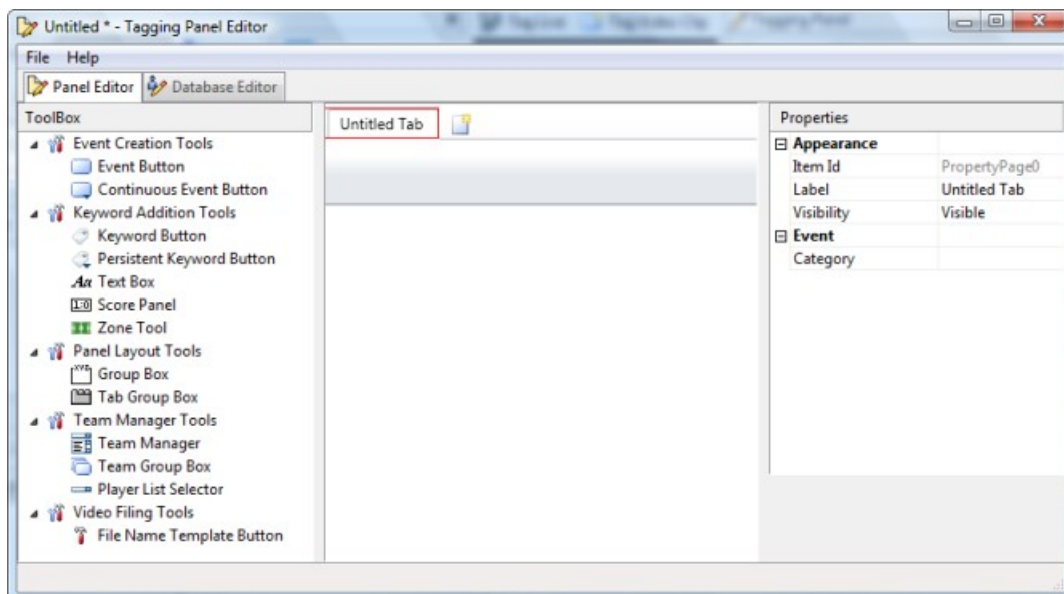 Untitled * - Tagging Panel Editor
File Help
Panel Editor Database Editor
ToolBox
Event Creation Tools
Event Button
Continuous Event Button
Keyword Addition Tools
Keyword Button
Persistent Keyword Button
Aa Text Box
1:0 Score Panel
Zone Tool
Panel Layout Tools
Group Box
Tab Group Box
Team Manager Tools
Team Manager
Team Group Box
Player List Selector
Video Filing Tools
File Name Template Button
Untitled Tab
Properties
Appearance
Item Id PropertyPage0
Label Untitled Tab
Visibility Visible
Event
Category